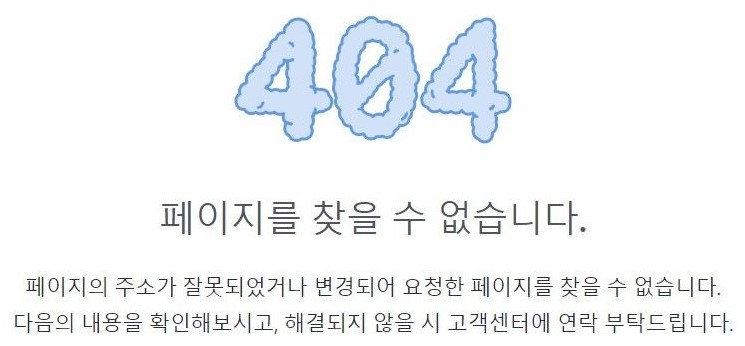 404
페이지를 찾을 수 없습니다.
페이지의 주소가 잘못되었거나 변경되어 요청한 페이지를 찾을 수 없습니다.
다음의 내용을 확인해보시고, 해결되지 않을 시 고객센터에 연락 부탁드립니다.